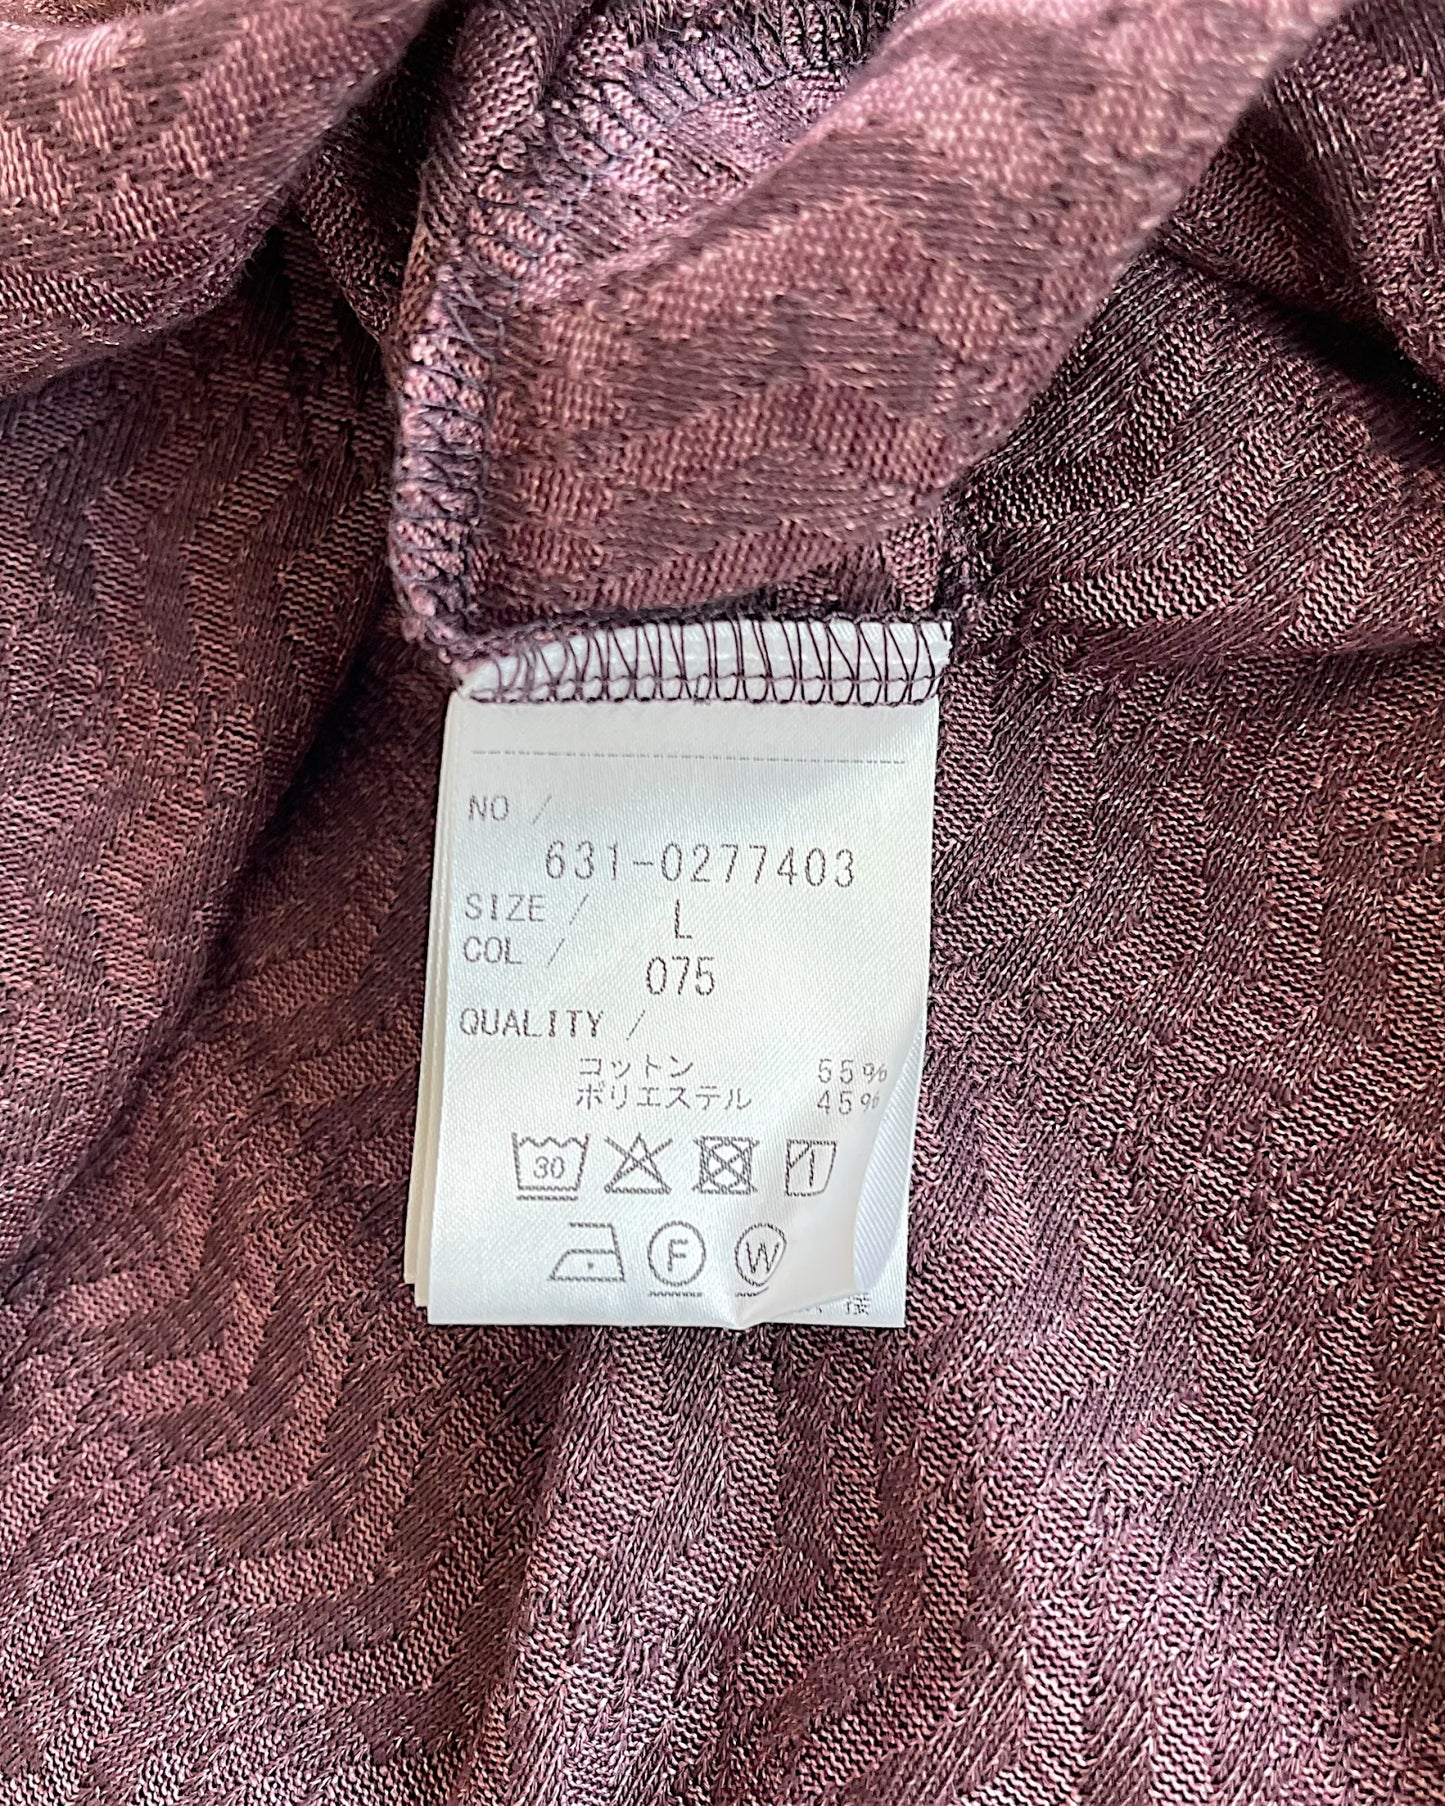 NO /
631-0277403
SIZE / L
COL / 075
QUALITY /
コットン 55%
ポリエステル 45%
30
F W